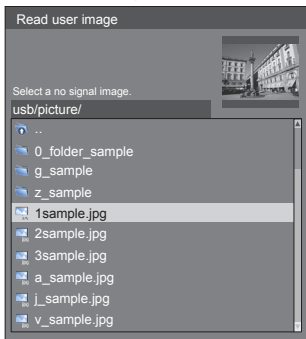 Read user image
Select a no signal image.
usb/picture/
..
0_folder_sample
g_sample
z_sample
1sample.jpg
2sample.jpg
3sample.jpg
a_sample.jpg
j_sample.jpg
v_sample.jpg